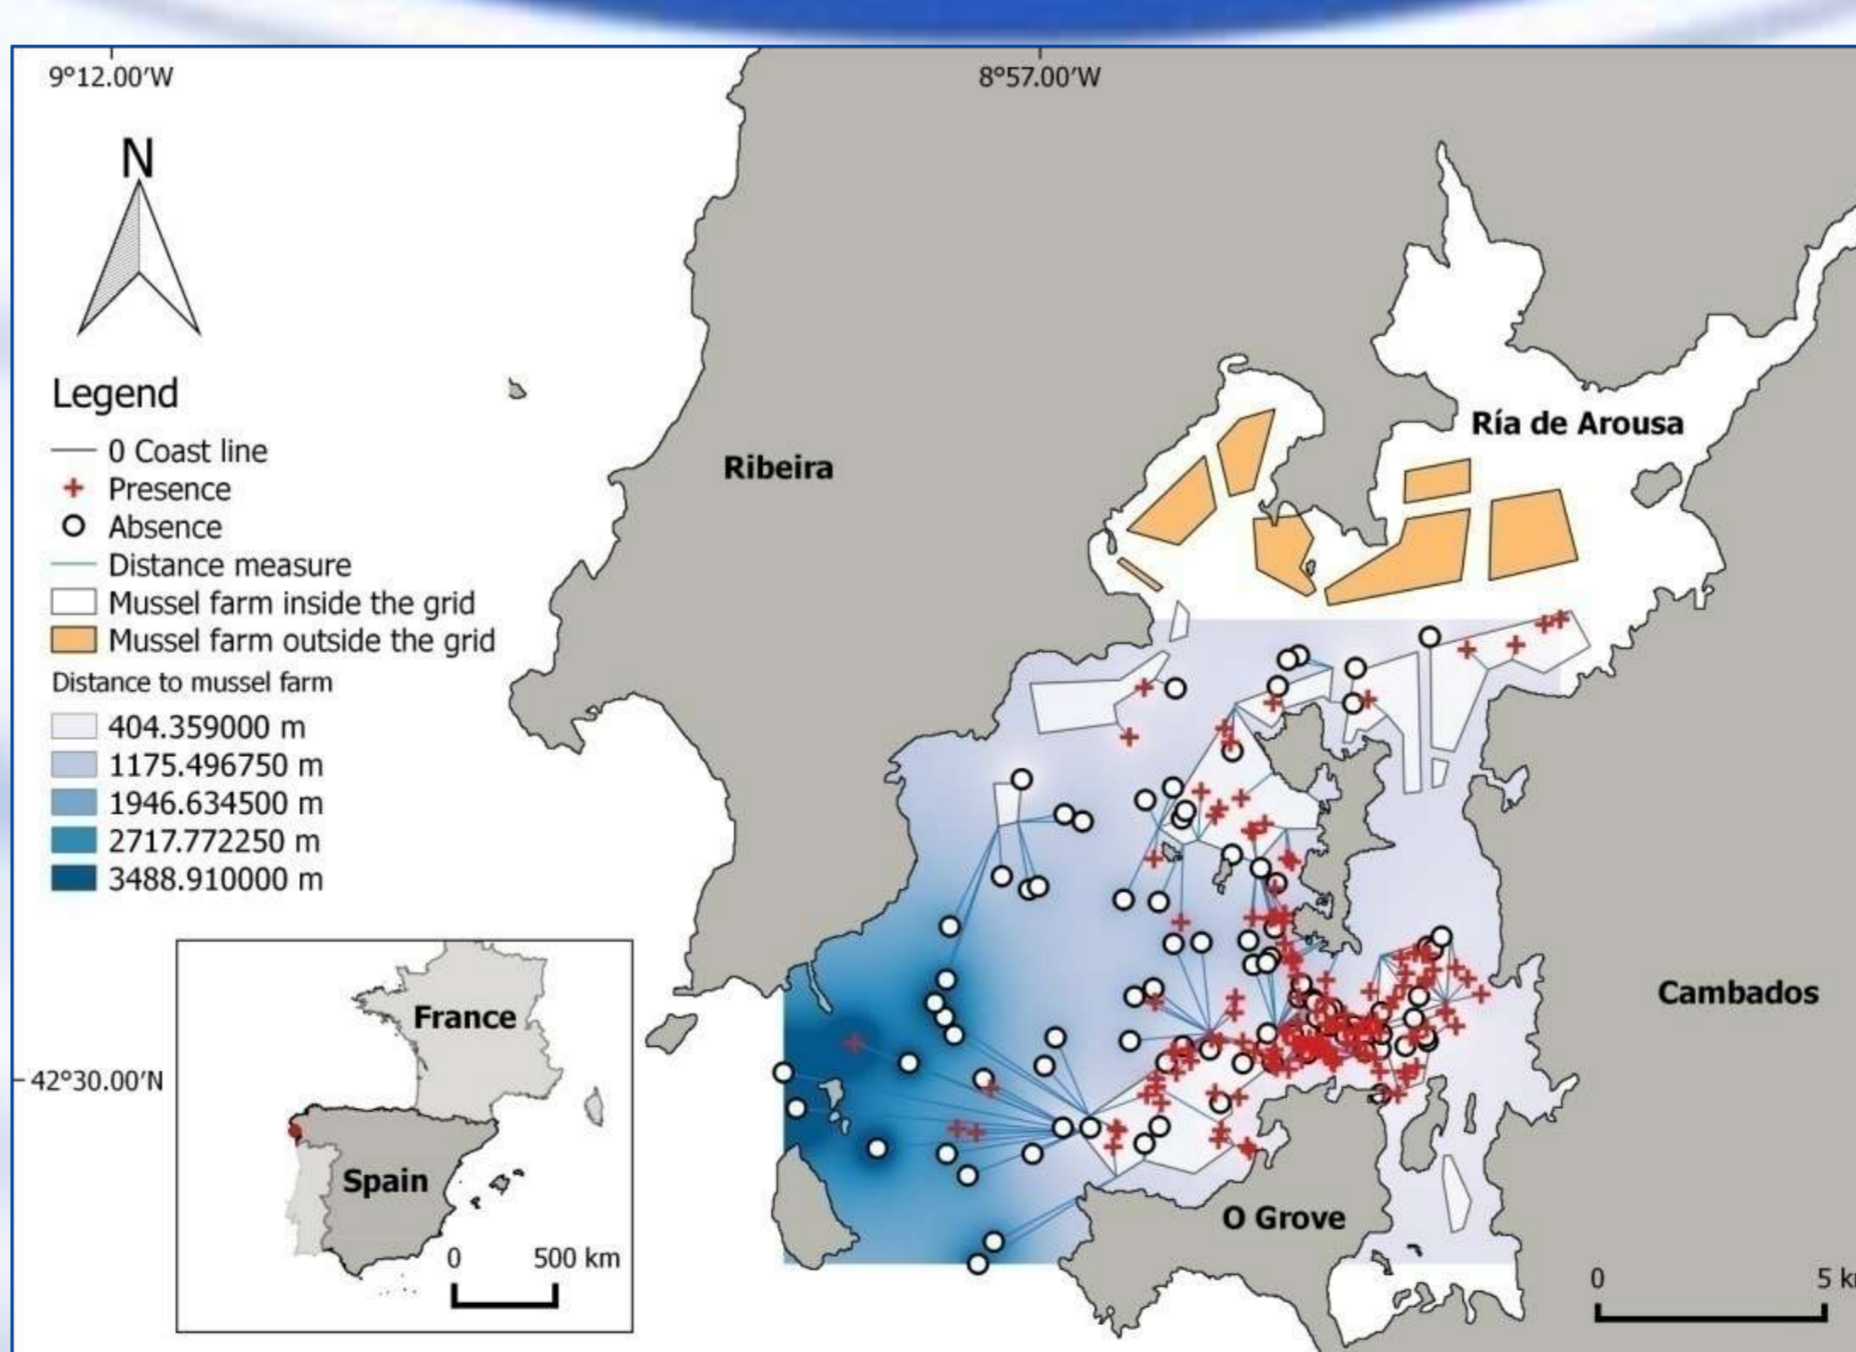 9°12.00′W
8°57.00′W
N
Legend
0 Coast line
Presence
Absence
Distance measure
Mussel farm inside the grid
Mussel farm outside the grid
Distance to mussel farm
404.359000 m
1175.496750 m
1946.634500 m
2717.772250 m
3488.910000 m
Ría de Arousa
Ribeira
Cambados
42°30.00′N
France
Spain
0 500 km
O Grove
0 5 k